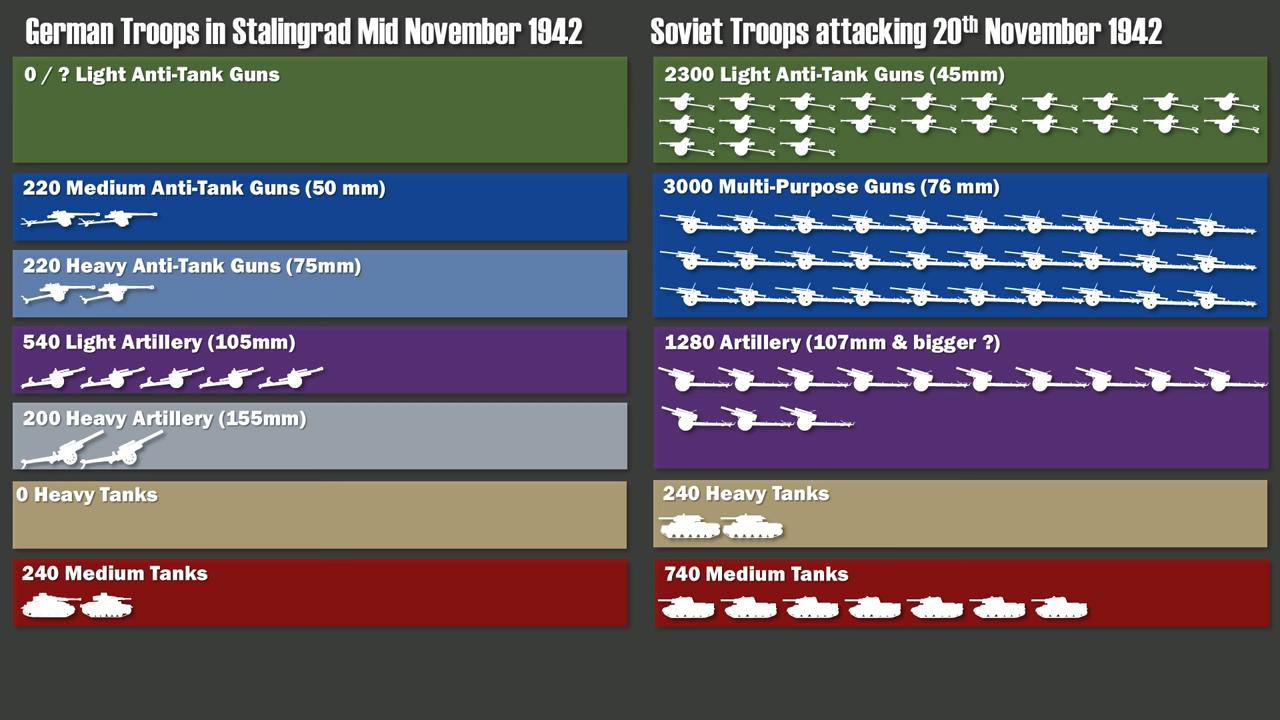 German Troops in Stalingrad Mid November 1942
0 / ? Light Anti-Tank Guns
220 Medium Anti-Tank Guns (50 mm)
220 Heavy Anti-Tank Guns (75mm)
540 Light Artillery (105mm)
200 Heavy Artillery (155mm)
0 Heavy Tanks
240 Medium Tanks
Soviet Troops attacking 20th November 1942
2300 Light Anti-Tank Guns (45mm)
3000 Multi-Purpose Guns (76 mm)
1280 Artillery (107mm & bigger ?)
240 Heavy Tanks
740 Medium Tanks